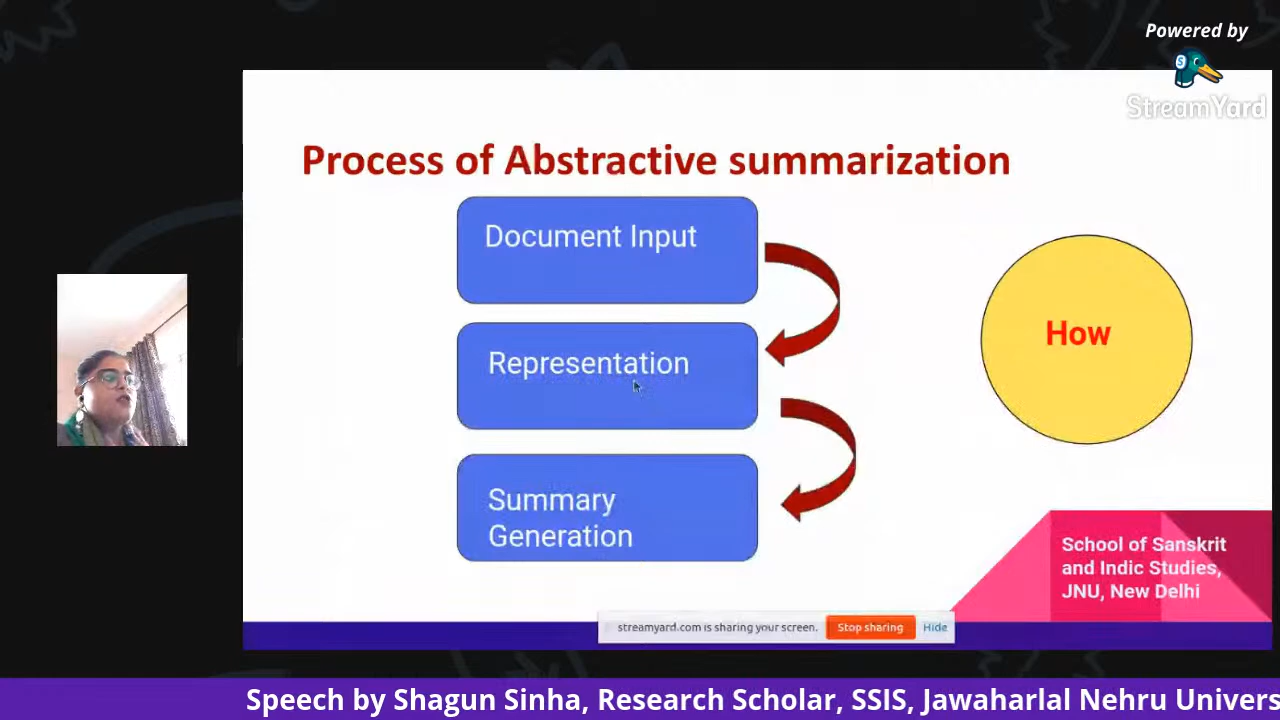 Powered by
StreamYard
Process of Abstractive summarization
Document Input
Representation
How
Summary
Generation
School of Sanskrit
and Indic Studies,
JNU, New Delhi
streamyard.com is sharing your screen. Stop sharing Hide
Speech by Shagun Sinha, Research Scholar, SSIS, Jawaharlal Nehru Univers